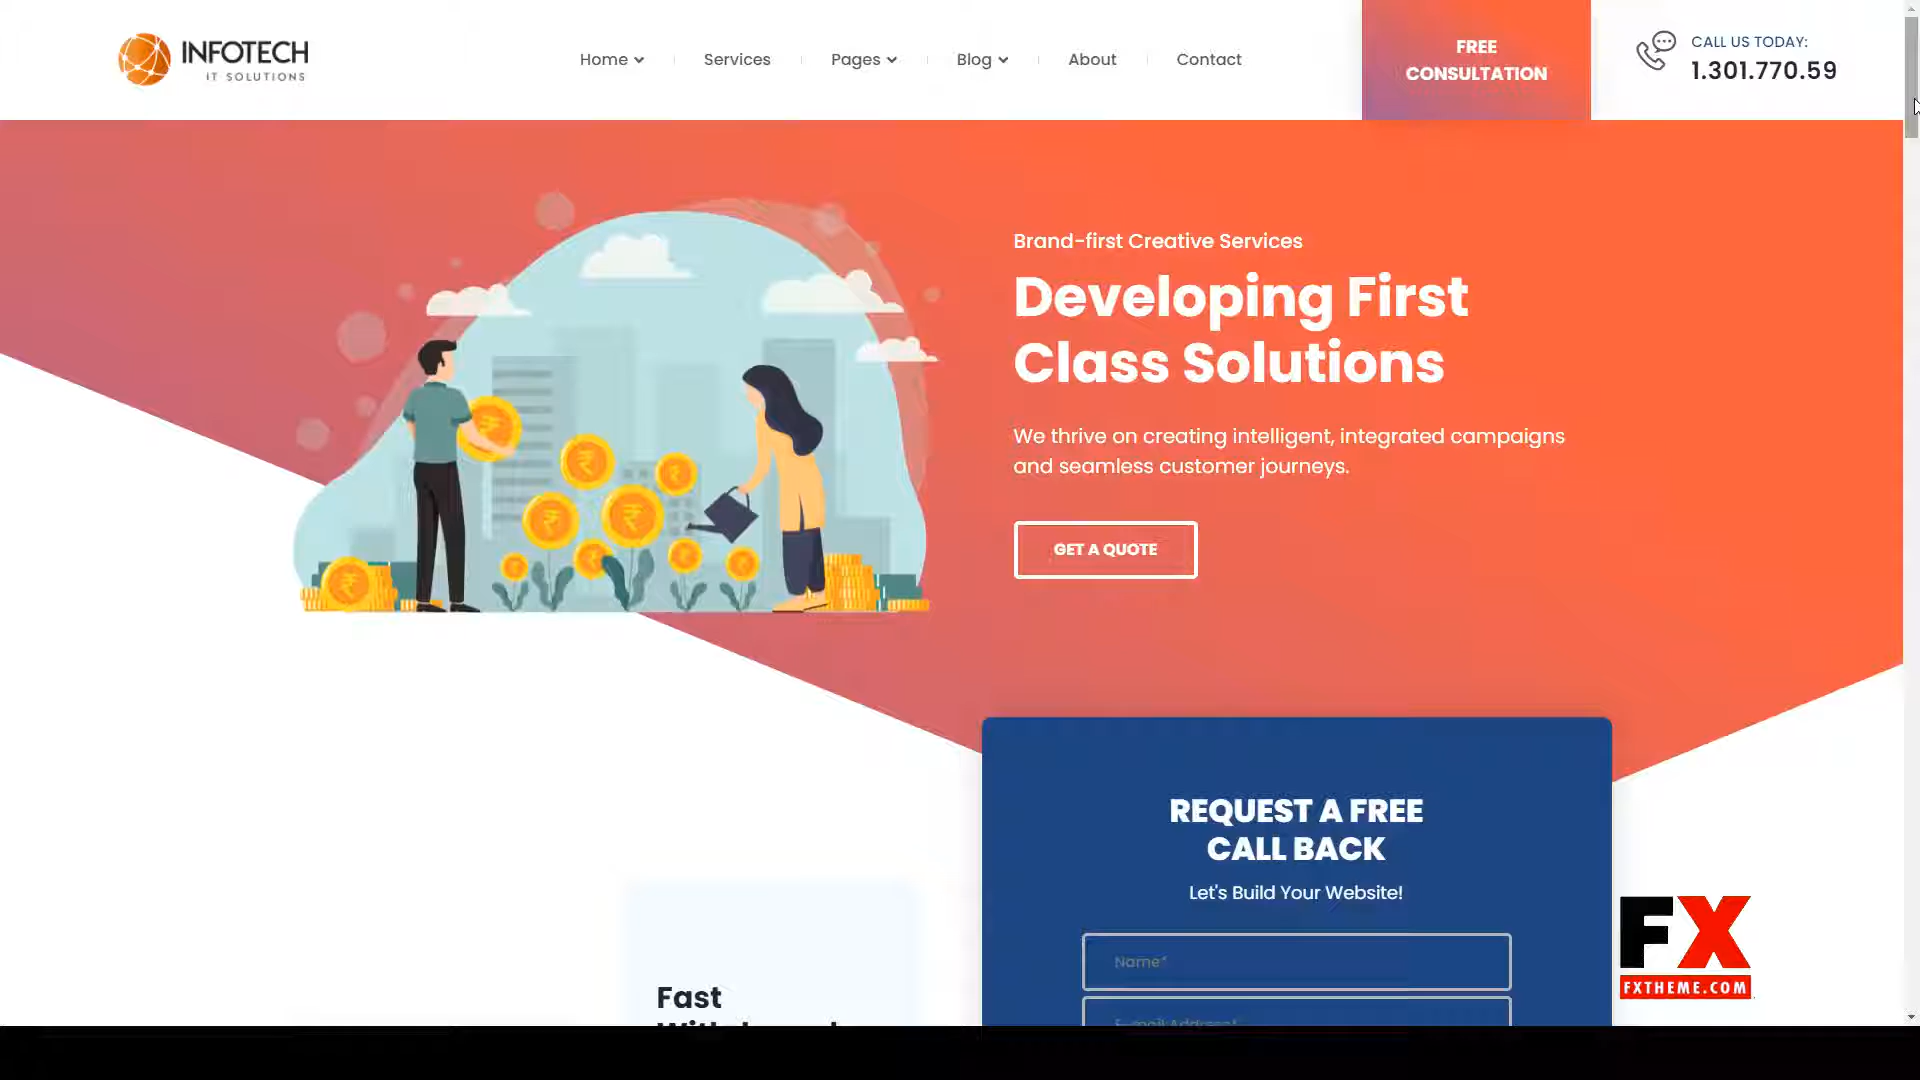 INFOTECH
IT SOLUTIONS
Home
Services
Pages
Blog
About
Contact
FREE
CONSULTATION
CALL US TODAY:
1.301.770.59
Brand-first Creative Services
Developing First
Class Solutions
We thrive on creating intelligent, integrated campaigns
and seamless customer journeys.
GET A QUOTE
REQUEST A FREE
CALL BACK
Let's Build Your Website!
Name*
E-mail Address*
Fast
FX
FXTHEME.COM